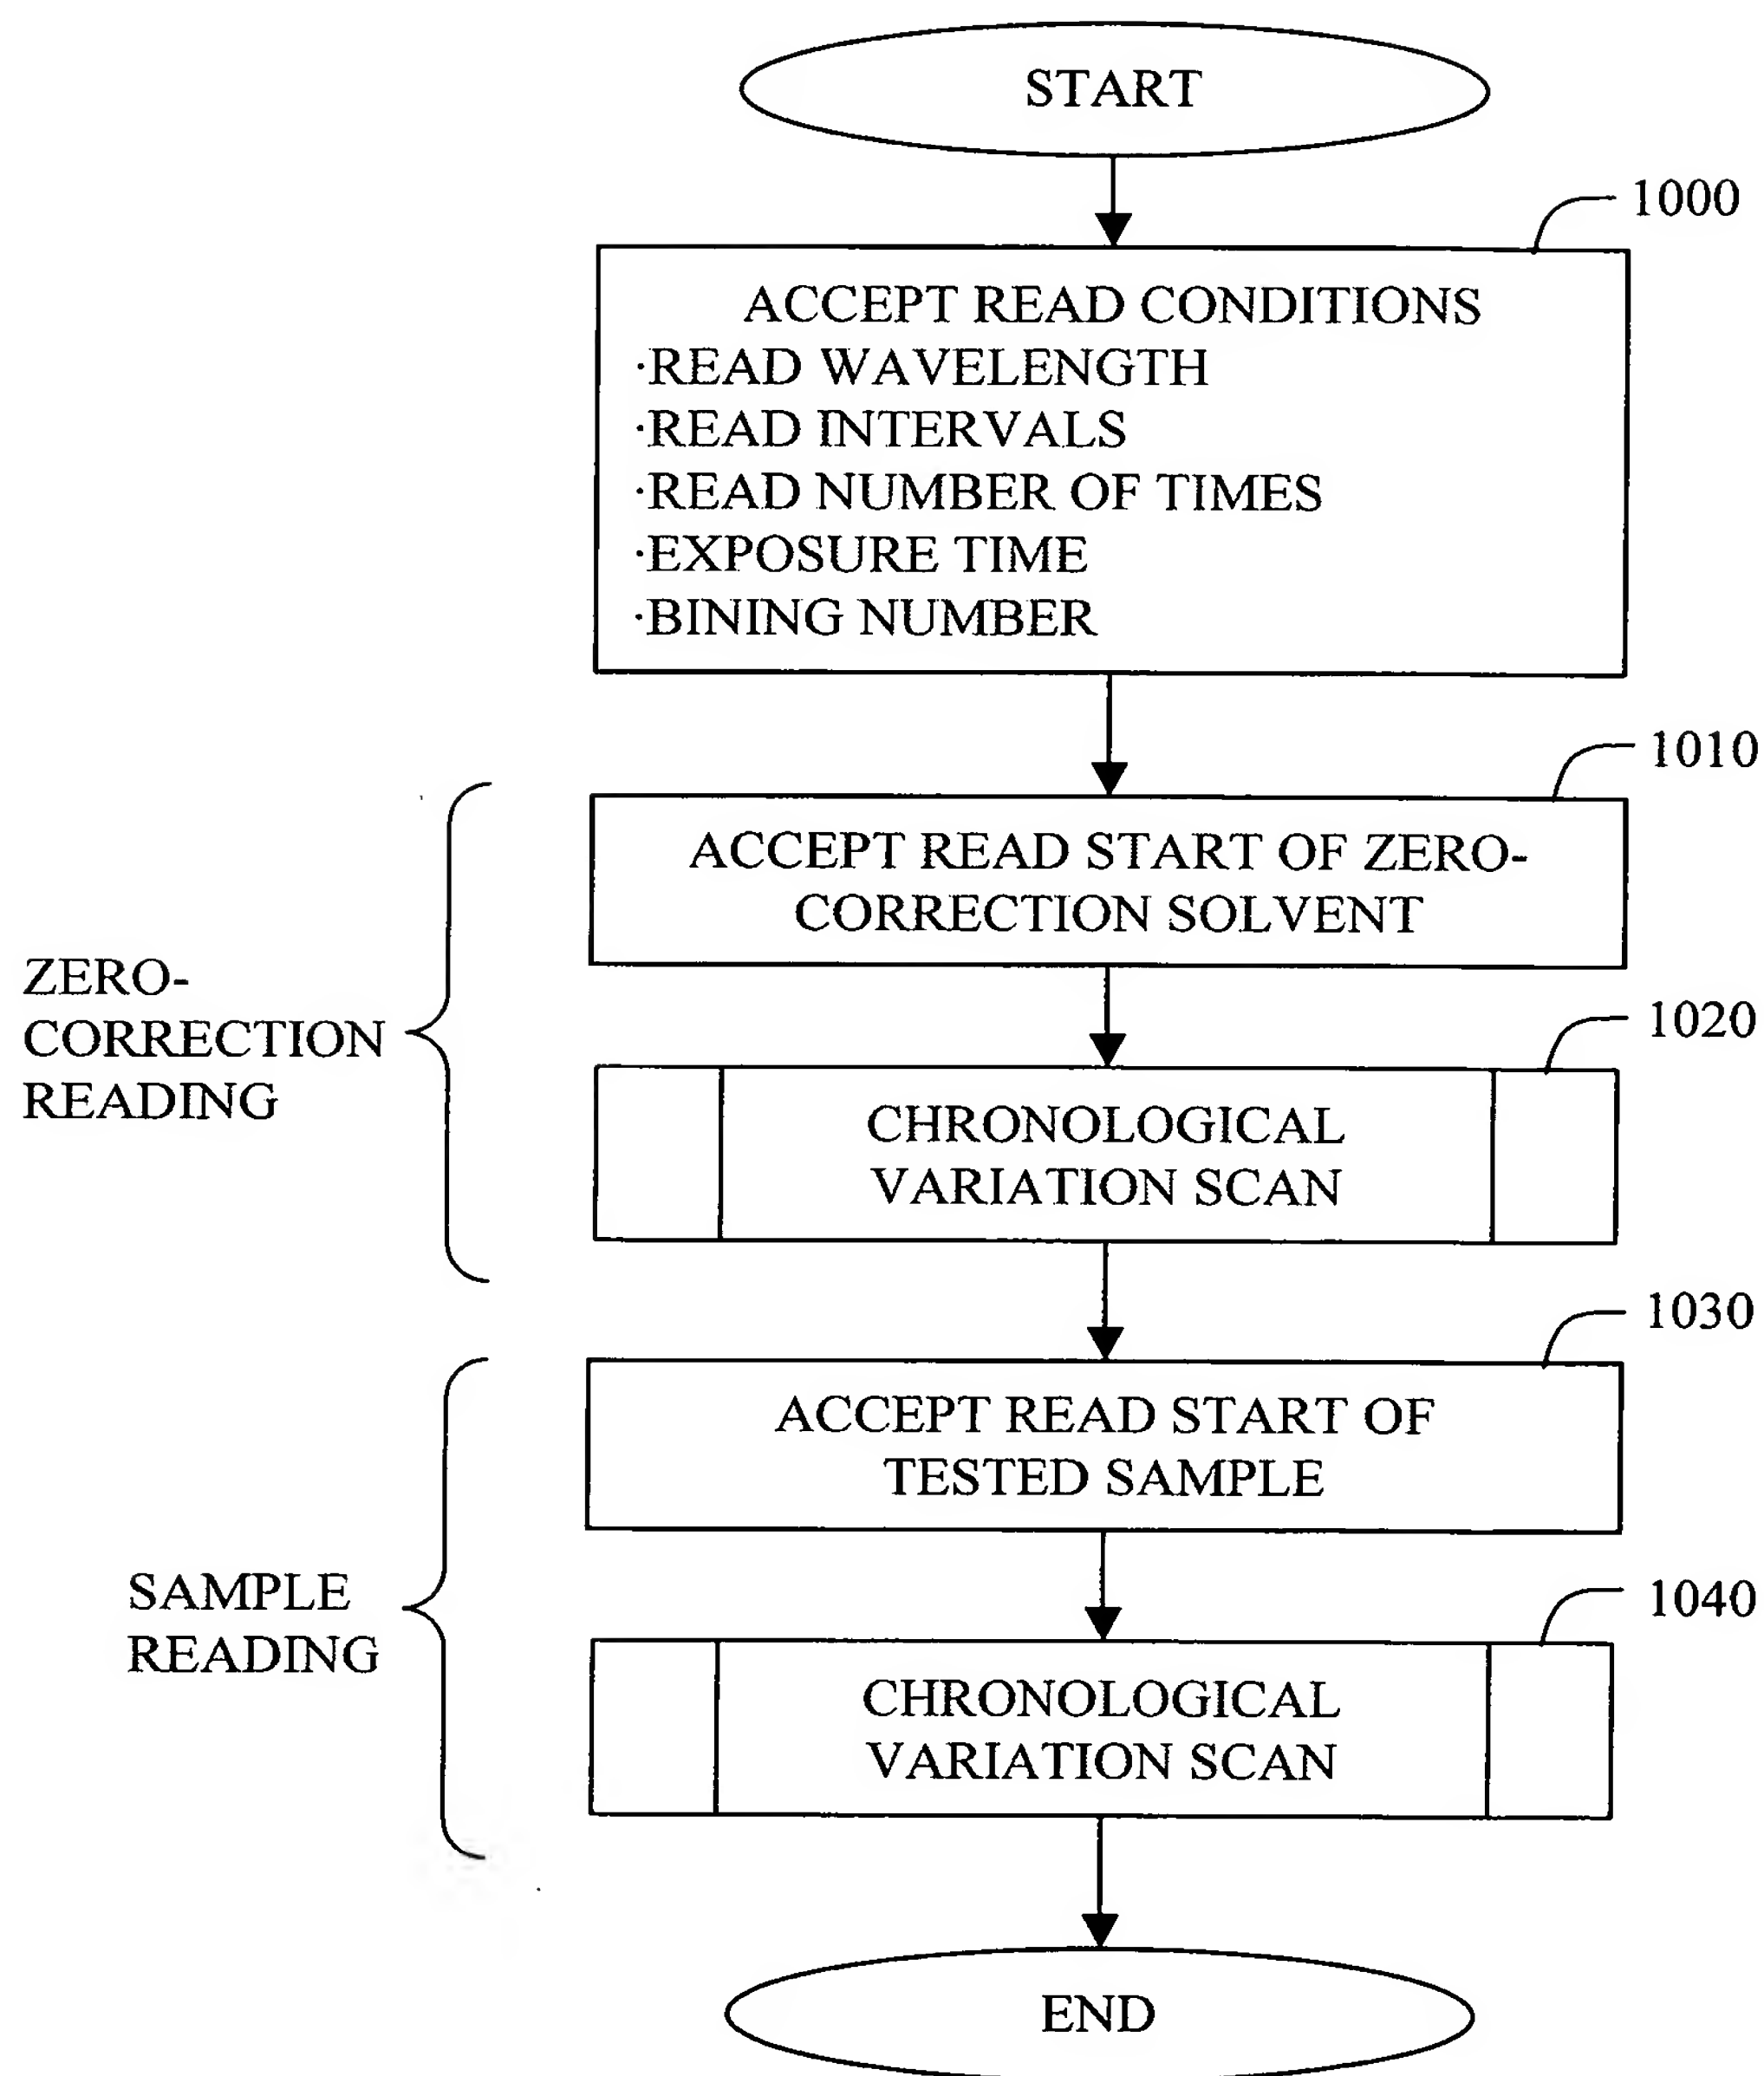 START
1000
ACCEPT READ CONDITIONS
·READ WAVELENGTH
·READ INTERVALS
·READ NUMBER OF TIMES
·EXPOSURE TIME
·BINING NUMBER
1010
ACCEPT READ START OF ZERO-
CORRECTION SOLVENT
ZERO-
CORRECTION
READING
1020
CHRONOLOGICAL
VARIATION SCAN
1030
ACCEPT READ START OF
TESTED SAMPLE
SAMPLE
READING
1040
CHRONOLOGICAL
VARIATION SCAN
END